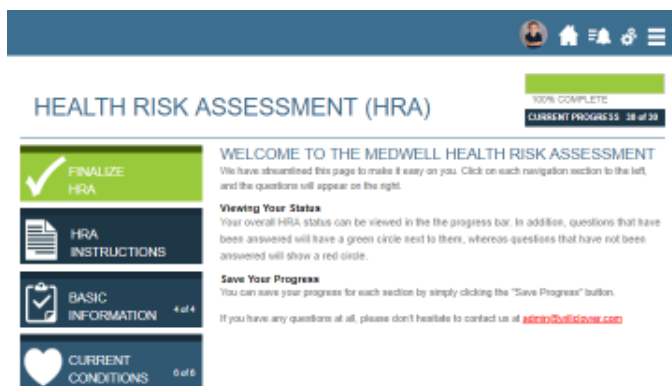 100% COMPLETE
CURRENT PROGRESS 30 of 30
HEALTH RISK ASSESSMENT (HRA)
FINALIZE
HRA
HRA
INSTRUCTIONS
BASIC
INFORMATION 4 of 4
CURRENT
CONDITIONS 6 of 6
WELCOME TO THE MEDWELL HEALTH RISK ASSESSMENT
We have streamlined this page to make it easy on you. Click on each navigation section to the left,
and the questions will appear on the right.
Viewing Your Status
Your overall HRA status can be viewed in the the progress bar. In addition, questions that have
been answered will have a green circle next to them, whereas questions that have not been
answered will show a red circle.
Save Your Progress
You can save your progress for each section by simply clicking the "Save Progress" button.
If you have any questions at all, please don't hesitate to contact us at